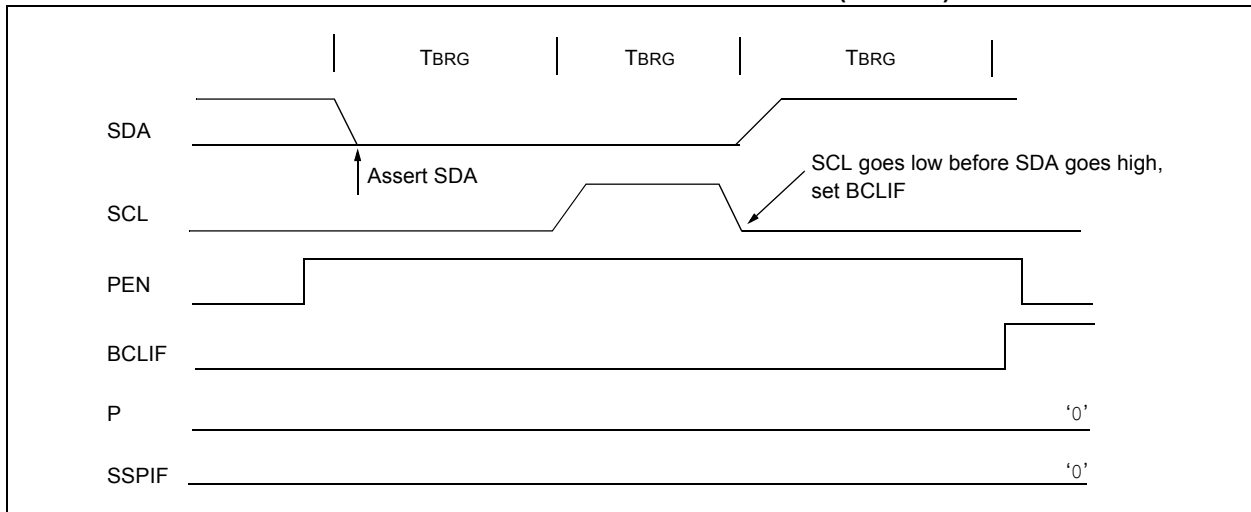 TBRG TBRG TBRG
SDA
Assert SDA
SCL goes low before SDA goes high,
set BCLIF
SCL
PEN
BCLIF
P
'0'
SSPIF
'0'